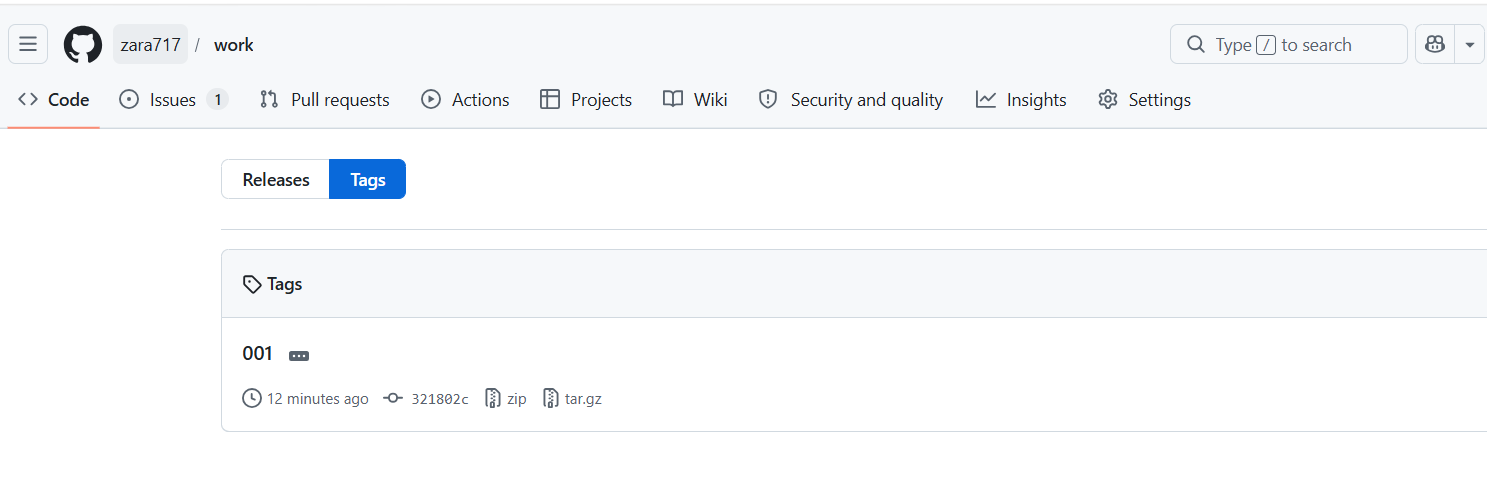 zara717 / work
Type / to search
Code Issues 1 Pull requests Actions Projects Wiki Security and quality Insights Settings
Releases Tags
Tags
001
12 minutes ago 321802c zip tar.gz